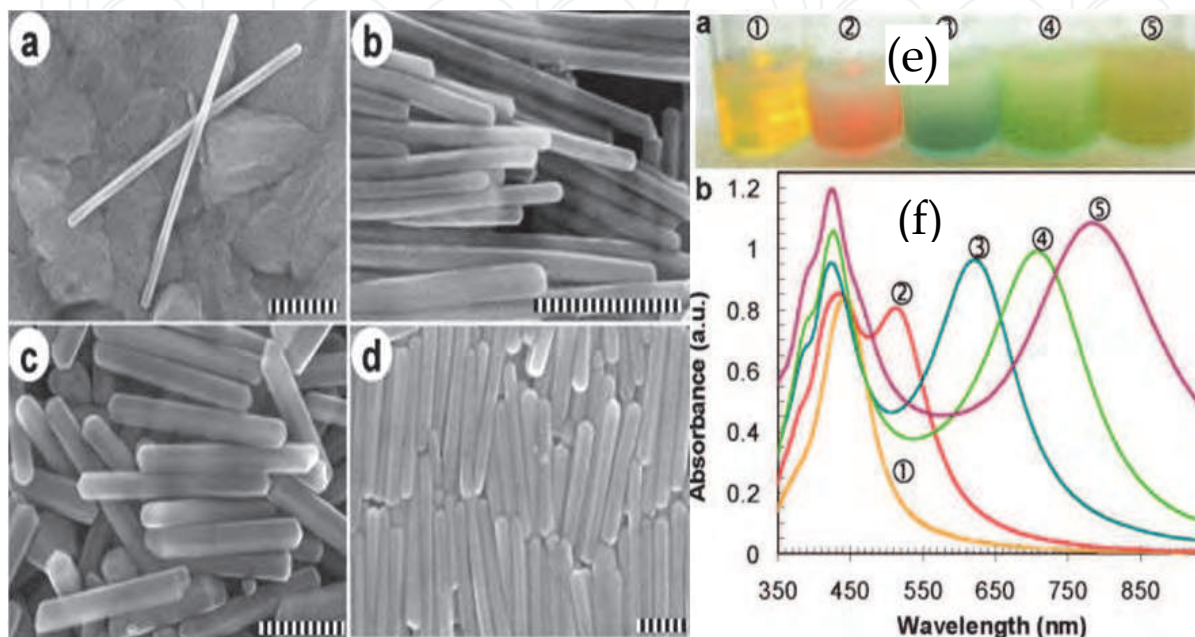 a
b
c
d
a
① ② ③ ④ ⑤
(e)
b
(f)
Absorbance (a.u.)
1.2
1
0.8
0.6
0.4
0.2
0
①
②
③
④
⑤
350 450 550 650 750 850
Wavelength (nm)